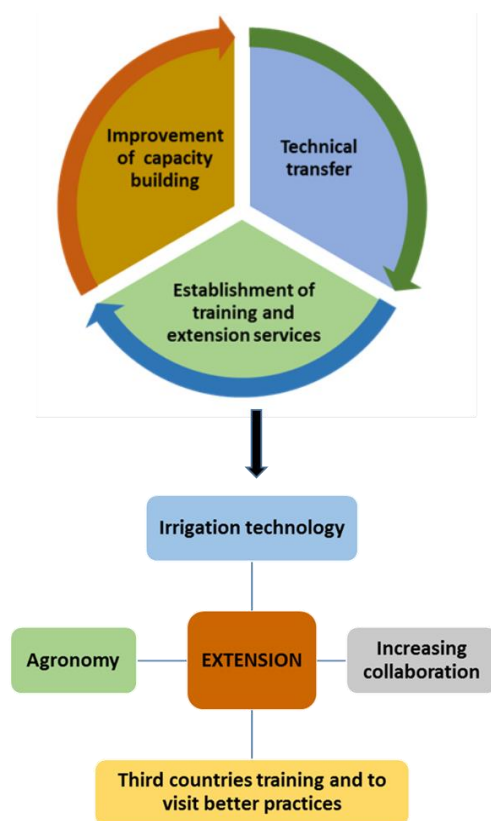 Improvement
of capacity
building
Technical
transfer
Establishment of
training and
extension services
Irrigation technology
Agronomy
EXTENSION
Increasing
collaboration
Third countries training and to
visit better practices